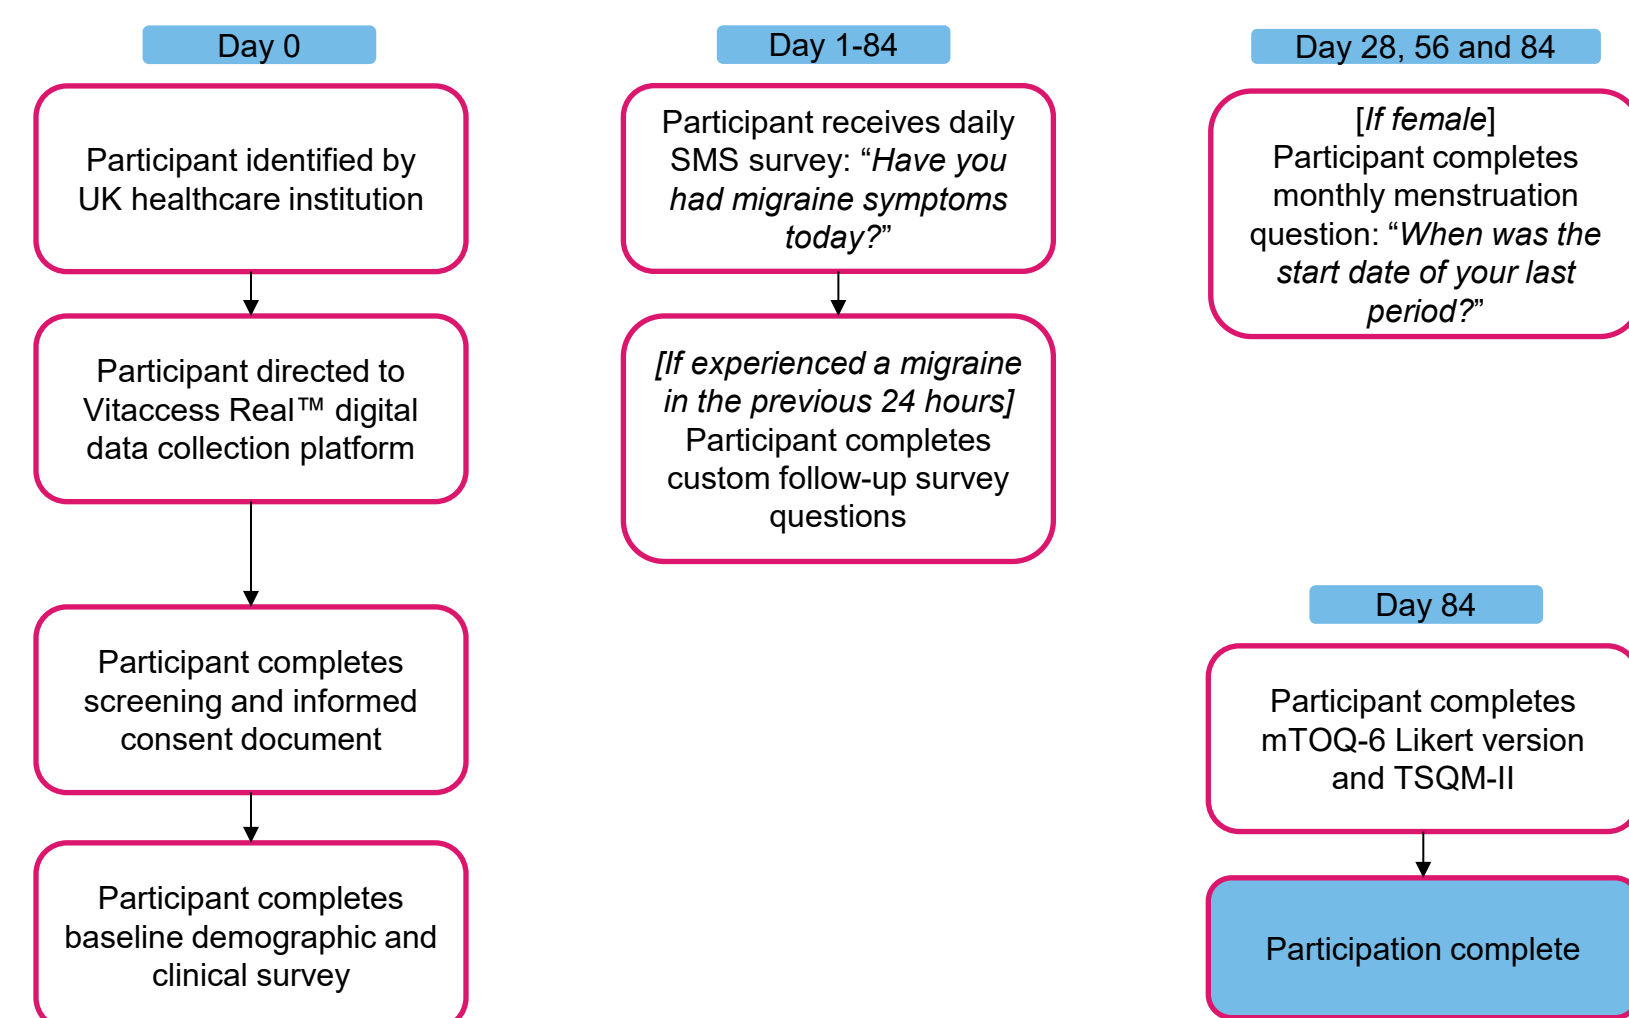 Day 0
Participant identified by
UK healthcare institution
Participant directed to
Vitaccess Real™ digital
data collection platform
Participant completes
screening and informed
consent document
Participant completes
baseline demographic and
clinical survey
Day 1-84
Participant receives daily
SMS survey: “Have you
had migraine symptoms
today?”
[If experienced a migraine
in the previous 24 hours]
Participant completes
custom follow-up survey
questions
Day 28, 56 and 84
[If female]
Participant completes
monthly menstruation
question: “When was the
start date of your last
period?”
Day 84
Participant completes
mTOQ-6 Likert version
and TSQM-II
Participation complete